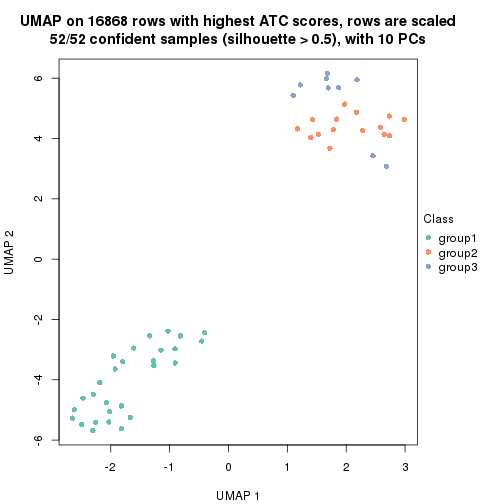 UMAP on 16868 rows with highest ATC scores, rows are scaled
52/52 confident samples (silhouette > 0.5), with 10 PCs
6
4
2
0
-2
-4
-6
UMAP 2
-2
-1
0
1
2
3
UMAP 1
Class
group1
group2
group3